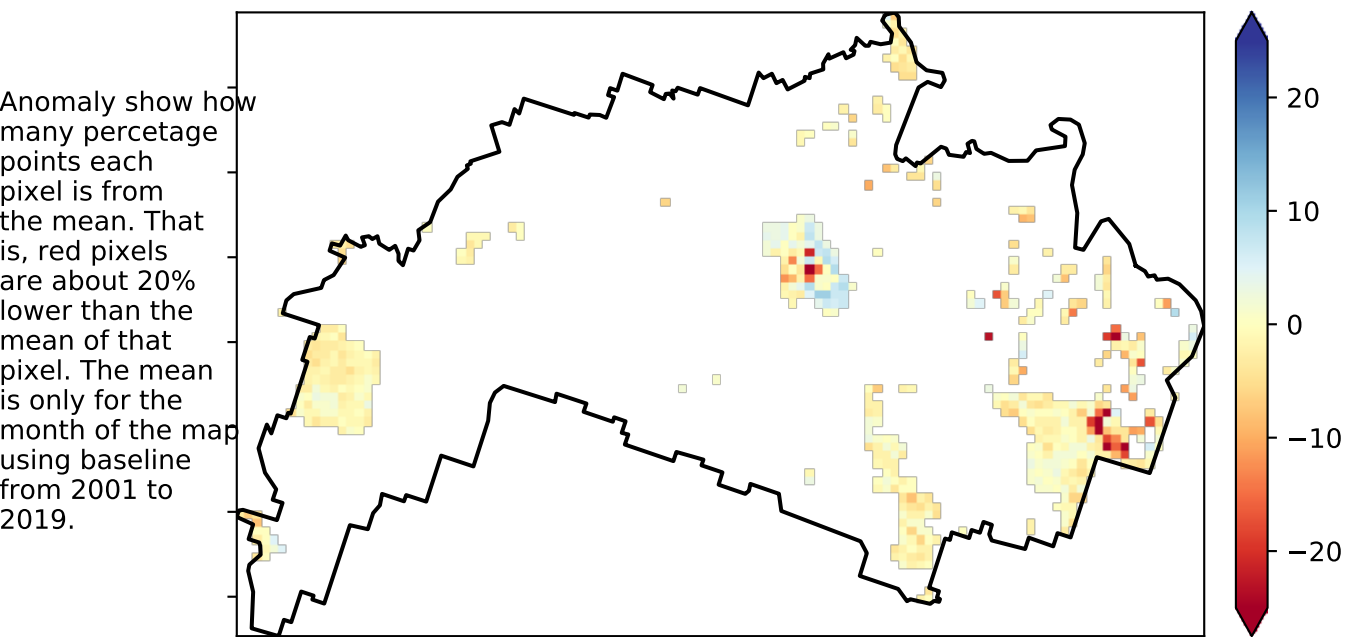 Anomaly show how
many percetage
points each
pixel is from
the mean. That
is, red pixels
are about 20%
lower than the
mean of that
pixel. The mean
is only for the
month of the map
using baseline
from 2001 to
2019.
20
10
0
−10
−20